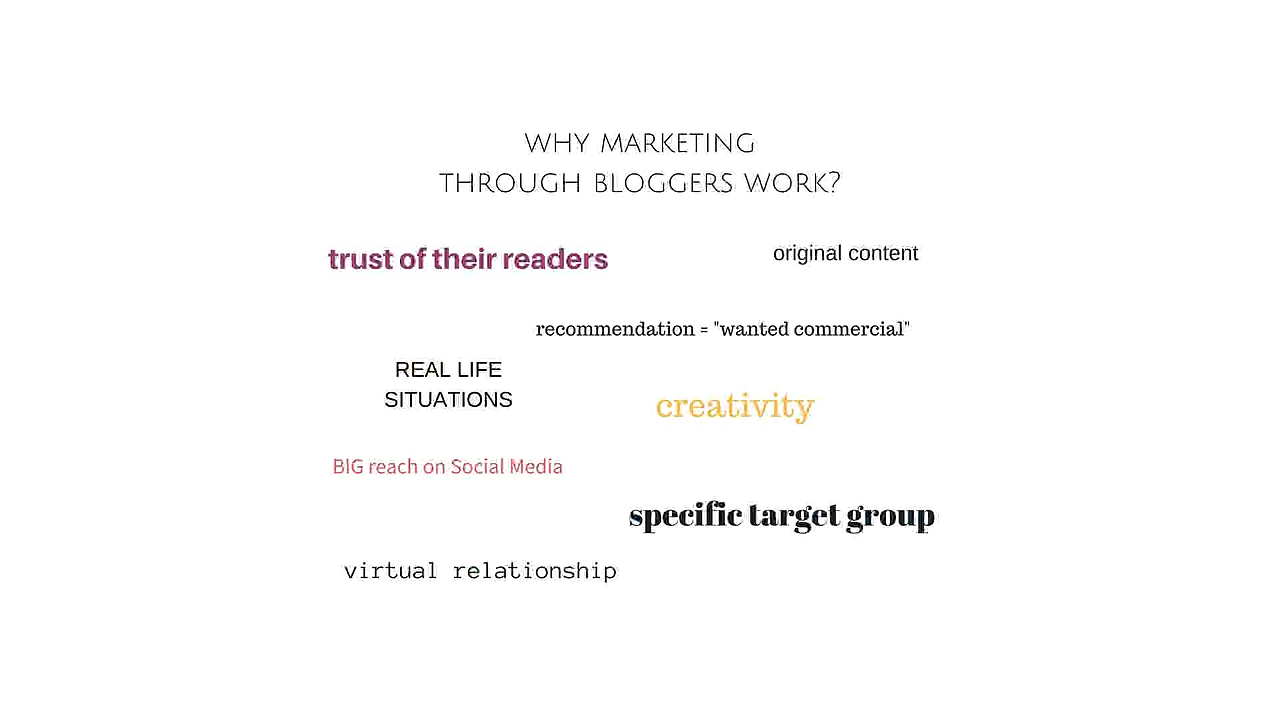 WHY MARKETING
THROUGH BLOGGERS WORK?
trust of their readers
original content
recommendation = "wanted commercial"
REAL LIFE
SITUATIONS
creativity
BIG reach on Social Media
specific target group
virtual relationship